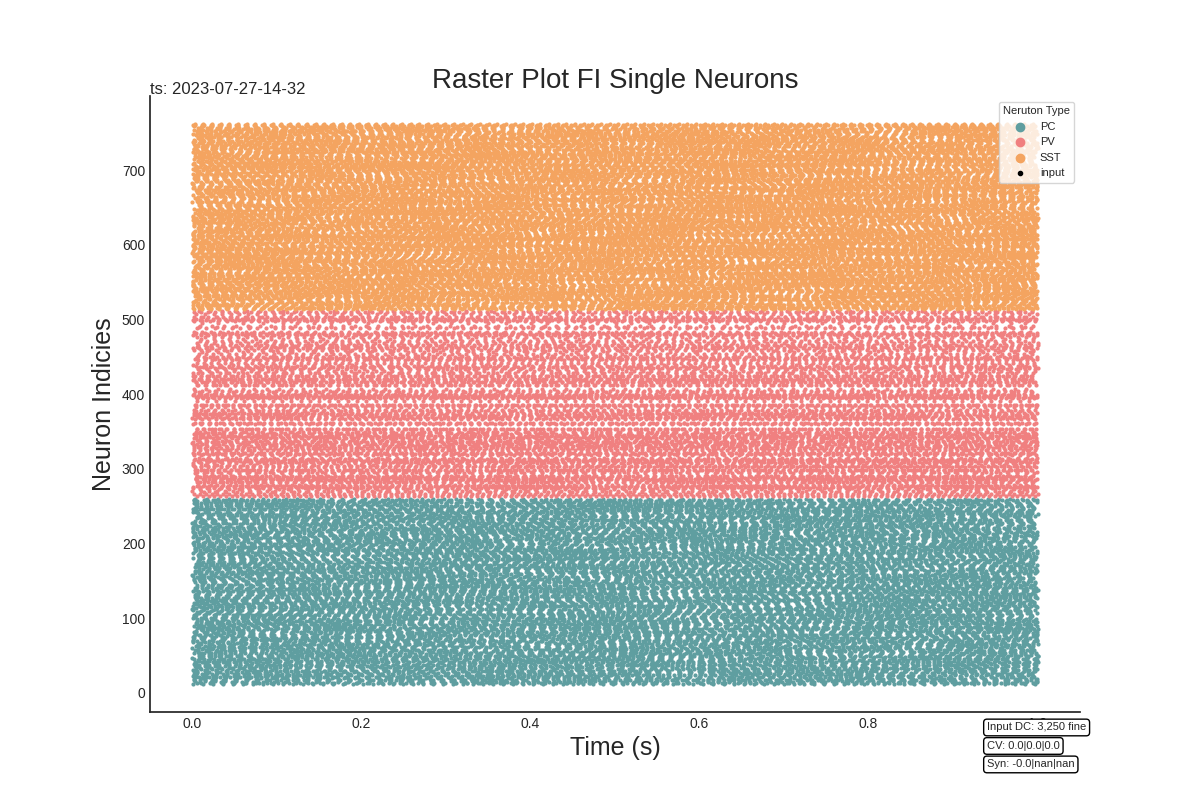 Raster Plot FI Single Neurons
ts: 2023-07-27-14-32
Neruton Type
PC
PV
SST
input
Neuron Indicies
700
600
500
400
300
200
100
0
0.0 0.2 0.4 0.6 0.8
Time (s)
Input DC: 3,250 fine
CV: 0.0|0.0|0.0
Syn: -0.0|nan|nan